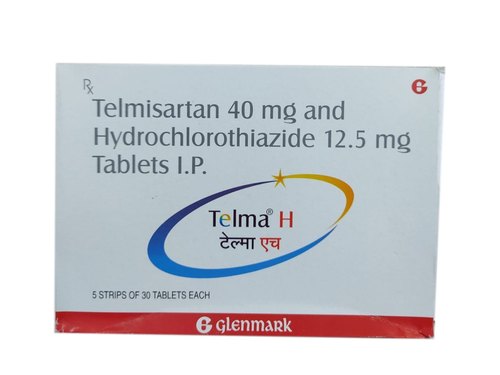 Rx
Telmisartan 40 mg and
Hydrochlorothiazide 12.5 mg
Tablets I.P.
Telma® H
टेल्मा एच
5 STRIPS OF 30 TABLETS EACH
G glenmark